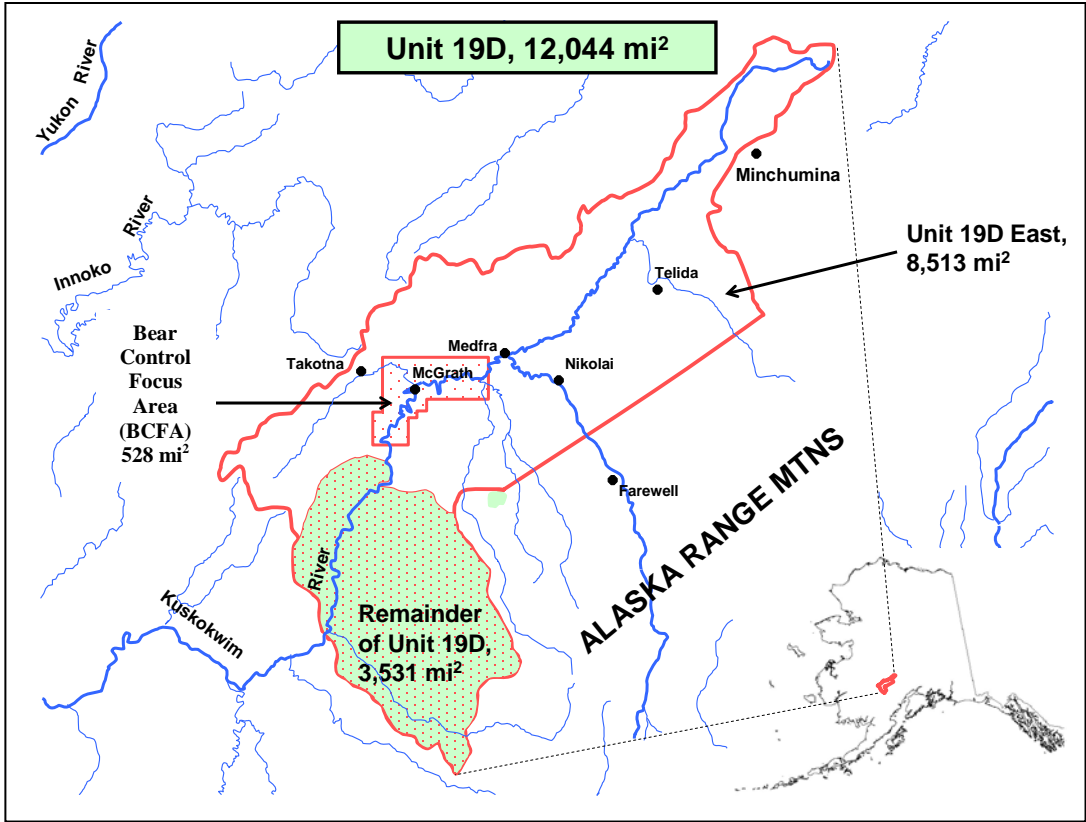 Unit 19D, 12,044 mi²
Yukon River
Minchumina
Innoko River
Unit 19D East,
8,513 mi²
Telida
Bear
Control
Focus
Area
(BCFA)
528 mi²
Medfra
Takotna
McGrath
Nikolai
Farewell
ALASKA RANGE MTNS
Kuskokwim River
Remainder
of Unit 19D,
3,531 mi²